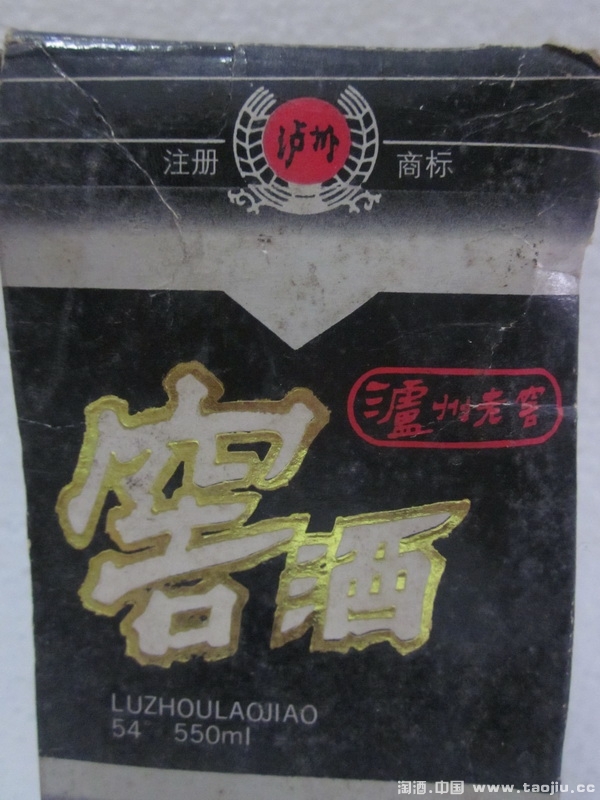 泸州
注册 商标
瀘州老窖
窖酒
LUZHOULAOJIAO
54° 550ml
淘酒.中国 www.taojiu.cc